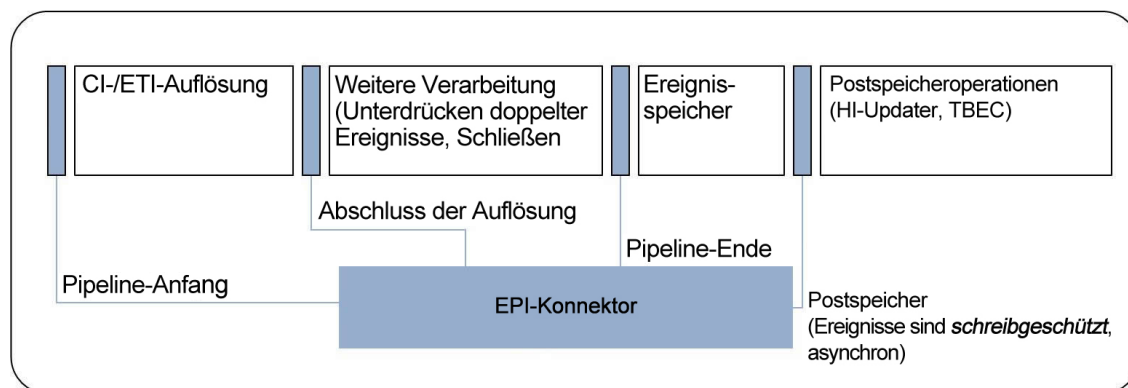 CI-/ETI-Auflösung
Weitere Verarbeitung
(Unterdrücken doppelter
Ereignisse, Schließen
Ereignis-
speicher
Postspeicheroperationen
(HI-Updater, TBEC)
Abschluss der Auflösung
Pipeline-Ende
Pipeline-Anfang
EPI-Konnektor
Postspeicher
(Ereignisse sind schreibgeschützt,
asynchron)